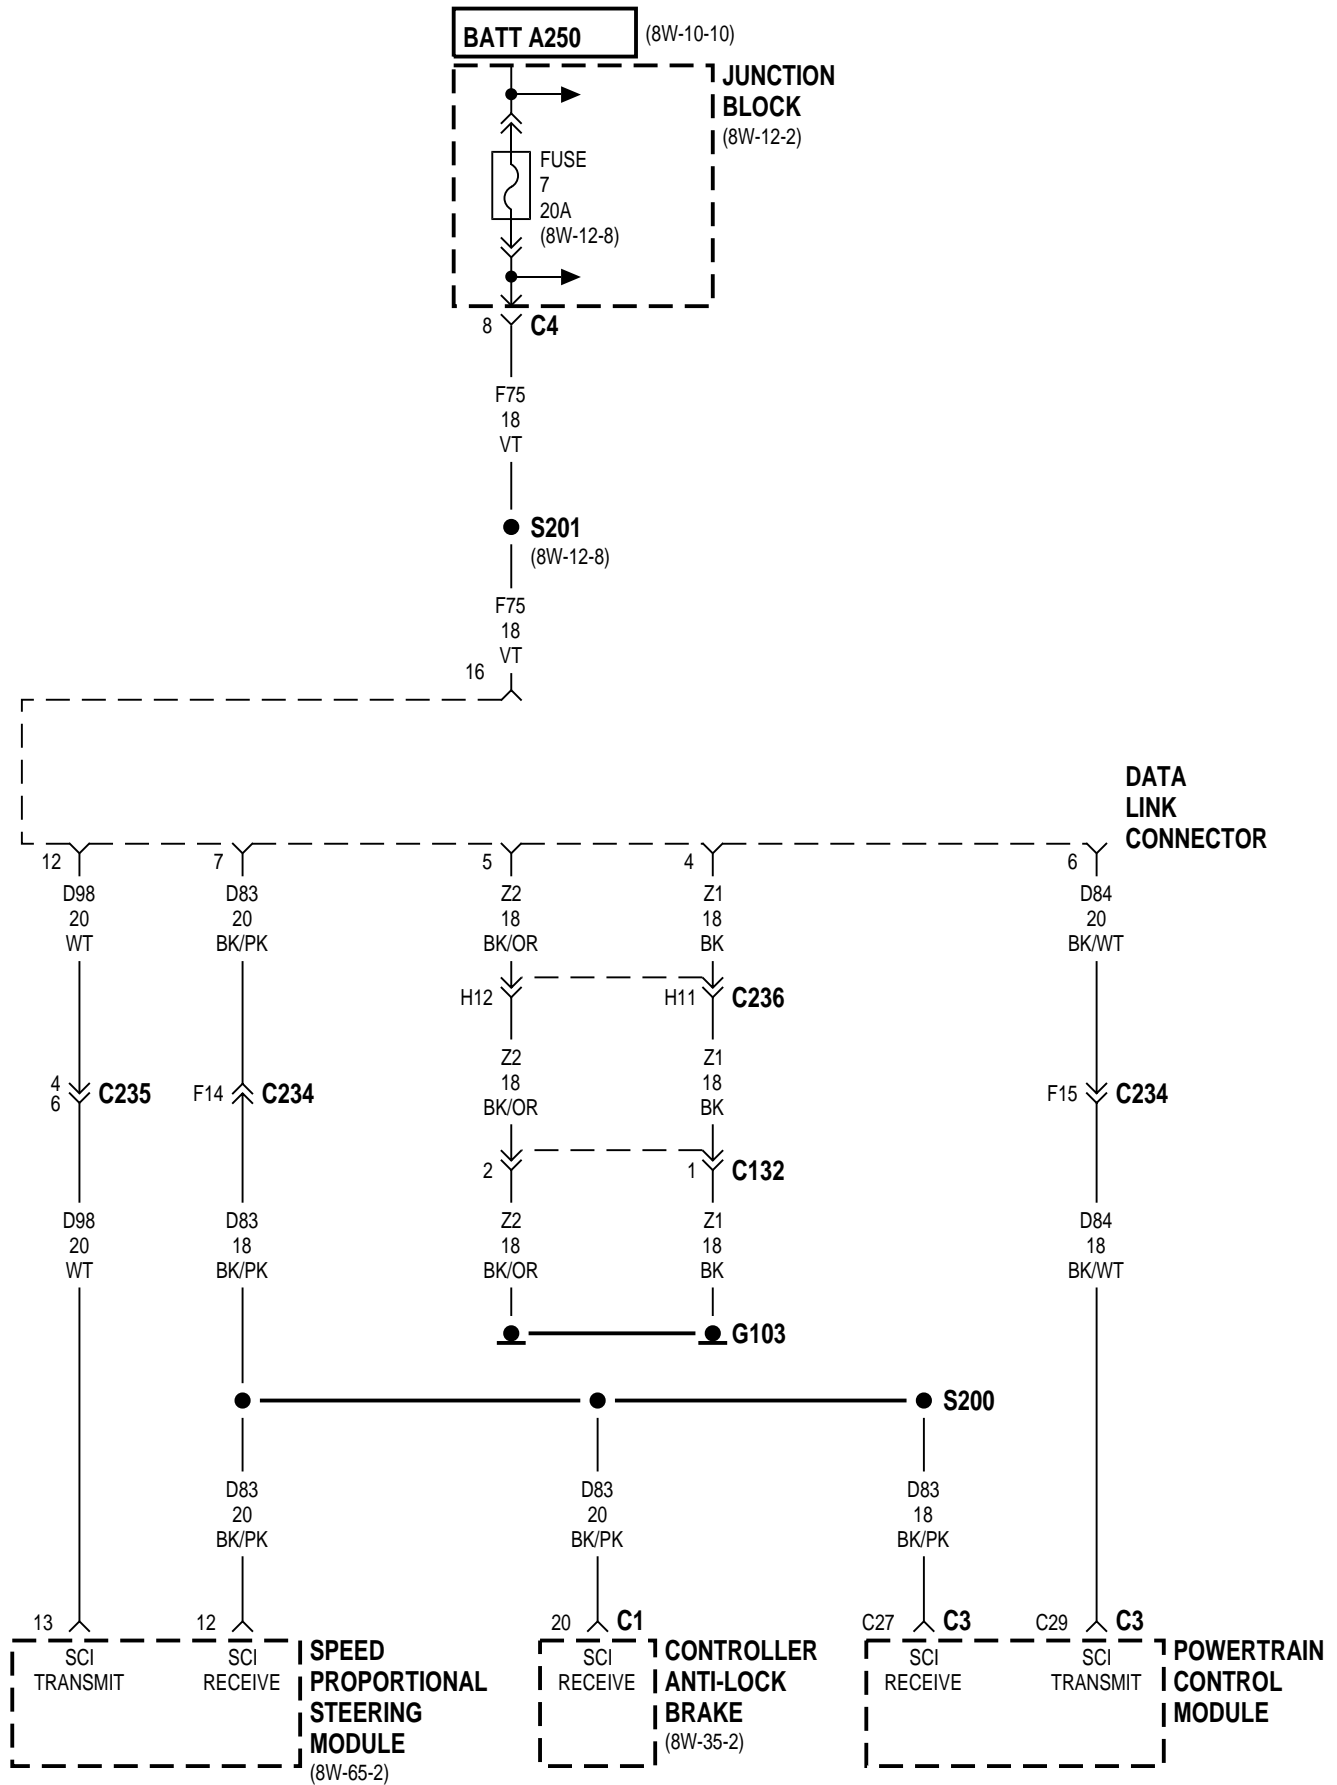 BATT A250
(8W-10-10)
JUNCTION
BLOCK
(8W-12-2)
FUSE
7
20A
(8W-12-8)
8
C4
F75
18
VT
S201
(8W-12-8)
F75
18
VT
16
DATA
LINK
CONNECTOR
12
7
5
4
6
D98
20
WT
D83
20
BK/PK
Z2
18
BK/OR
Z1
18
BK
D84
20
BK/WT
H12
H11
C236
Z2
18
BK/OR
Z1
18
BK
4
6
C235
F14
C234
F15
C234
2
1
C132
D98
20
WT
D83
18
BK/PK
Z2
18
BK/OR
Z1
18
BK
D84
18
BK/WT
G103
S200
D83
20
BK/PK
D83
20
BK/PK
D83
18
BK/PK
13
12
20
C1
C27
C3
C29
C3
SCI
TRANSMIT
SCI
RECEIVE
SPEED
PROPORTIONAL
STEERING
MODULE
(8W-65-2)
SCI
RECEIVE
CONTROLLER
ANTI-LOCK
BRAKE
(8W-35-2)
SCI
RECEIVE
SCI
TRANSMIT
POWERTRAIN
CONTROL
MODULE